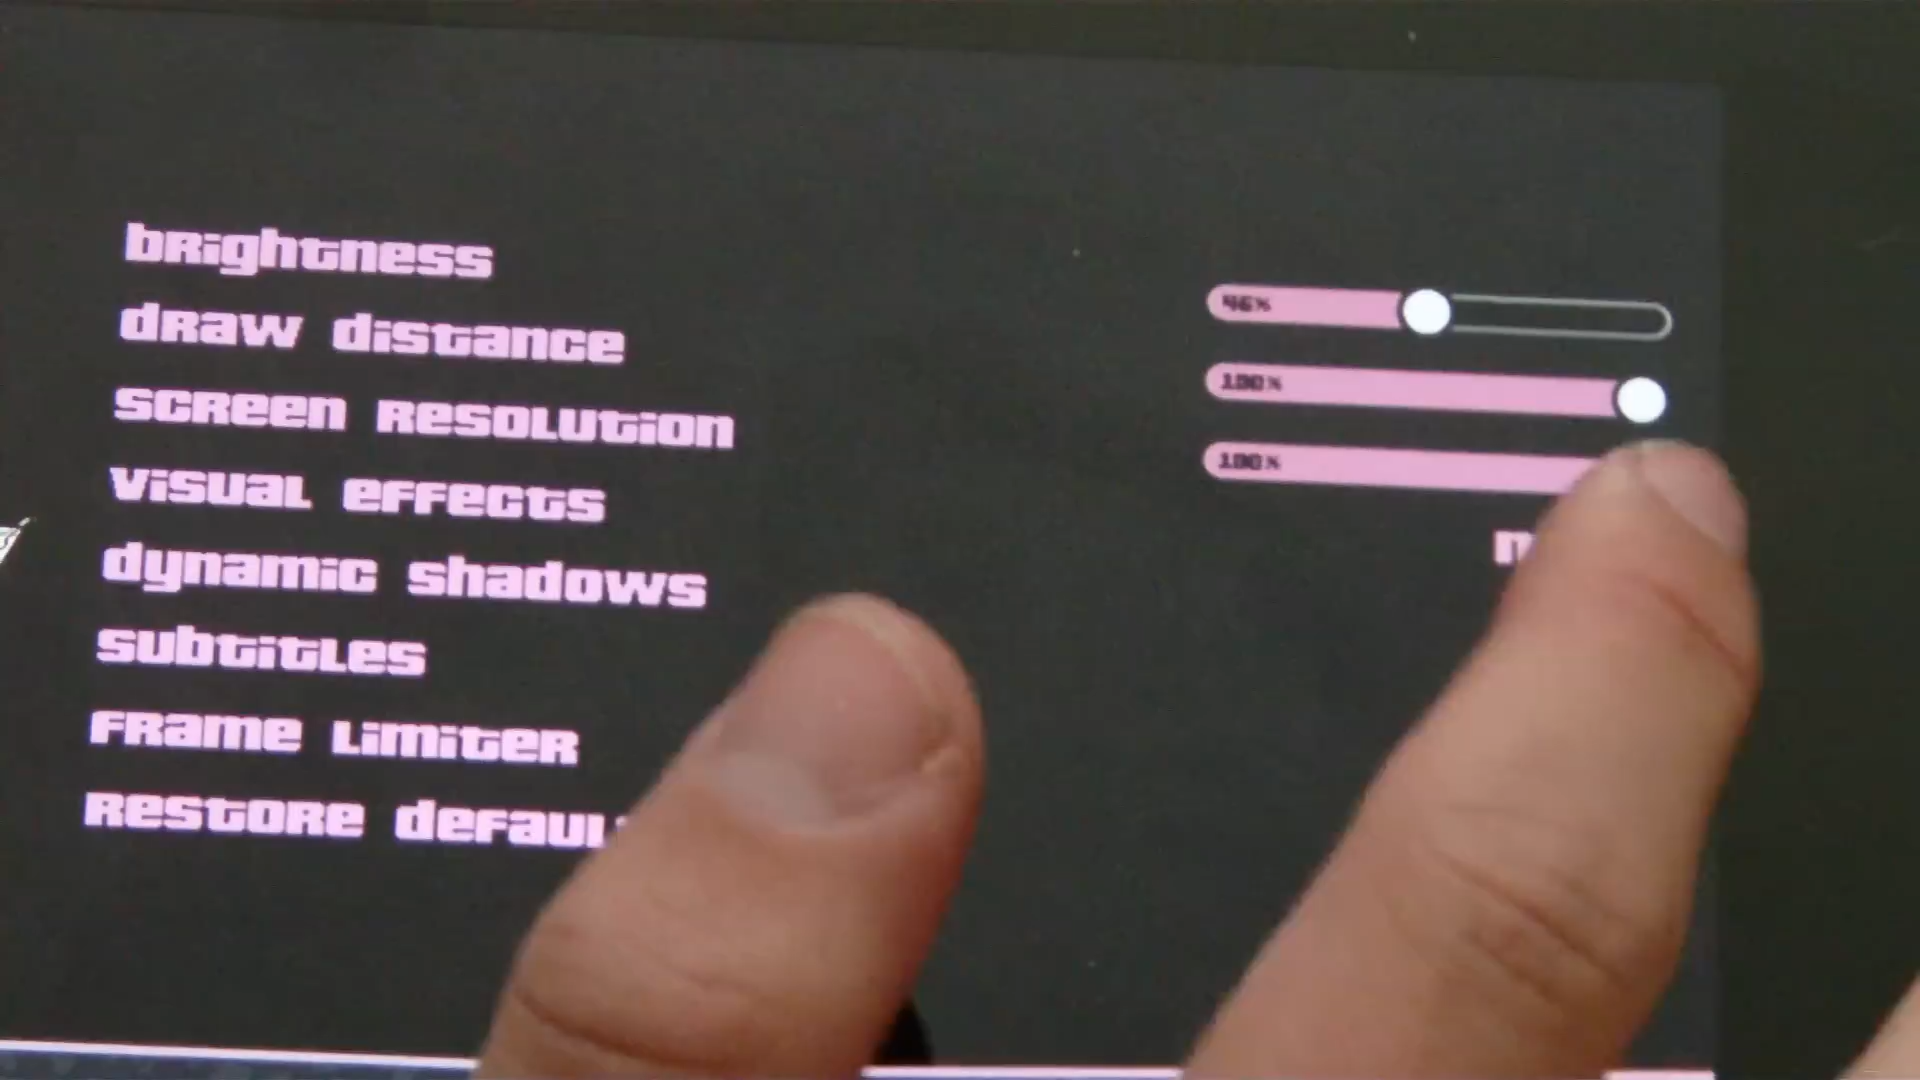 Brightness
46%
Draw Distance
100%
Screen Resolution
100%
Visual Effects
Dynamic Shadows
Subtitles
Frame Limiter
Restore